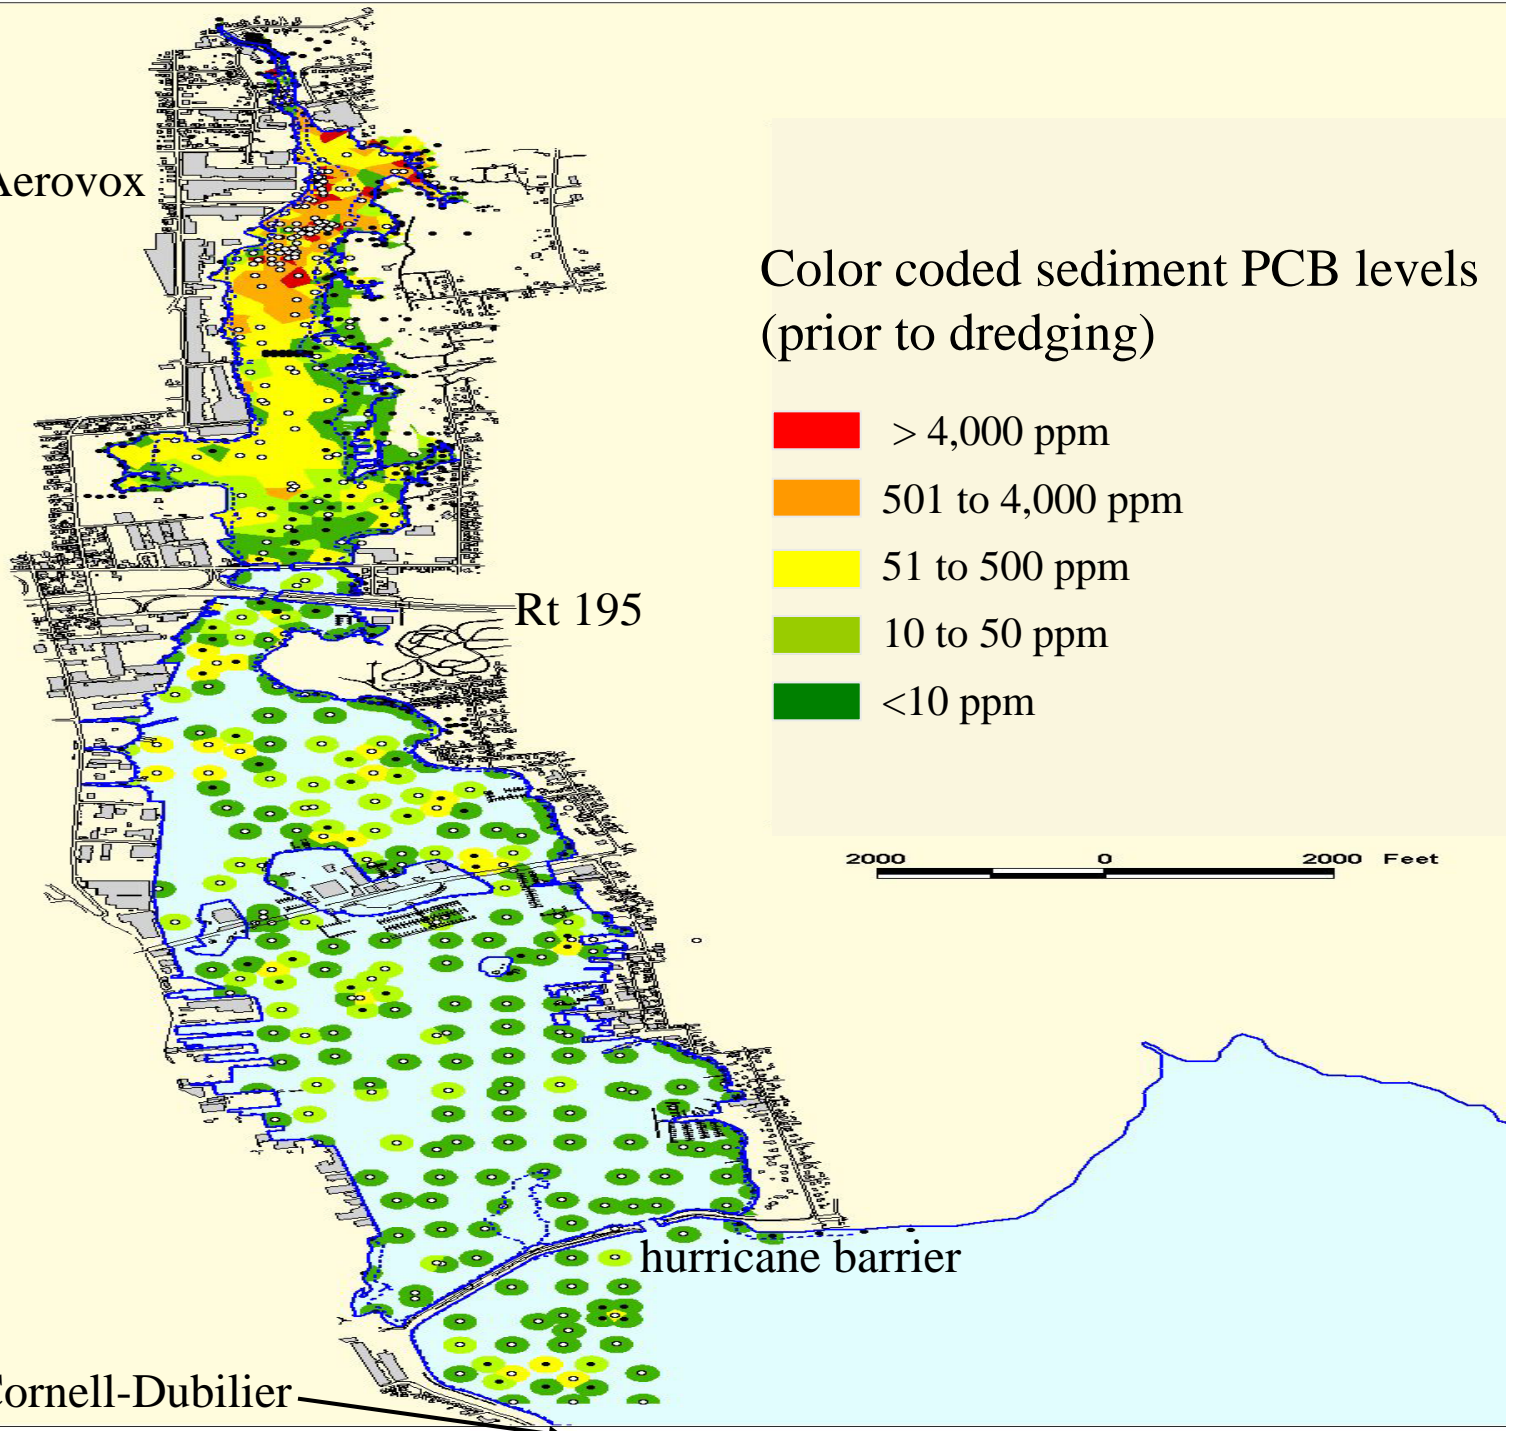 Aerovox
Color coded sediment PCB levels
(prior to dredging)
> 4,000 ppm
501 to 4,000 ppm
51 to 500 ppm
10 to 50 ppm
<10 ppm
Rt 195
2000 0 2000 Feet
hurricane barrier
Cornell-Dubilier